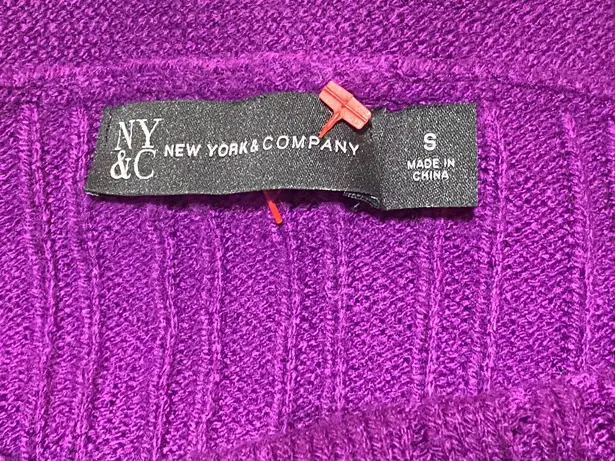 NY
&C
NEW YORK & COMPANY
S
MADE IN
CHINA